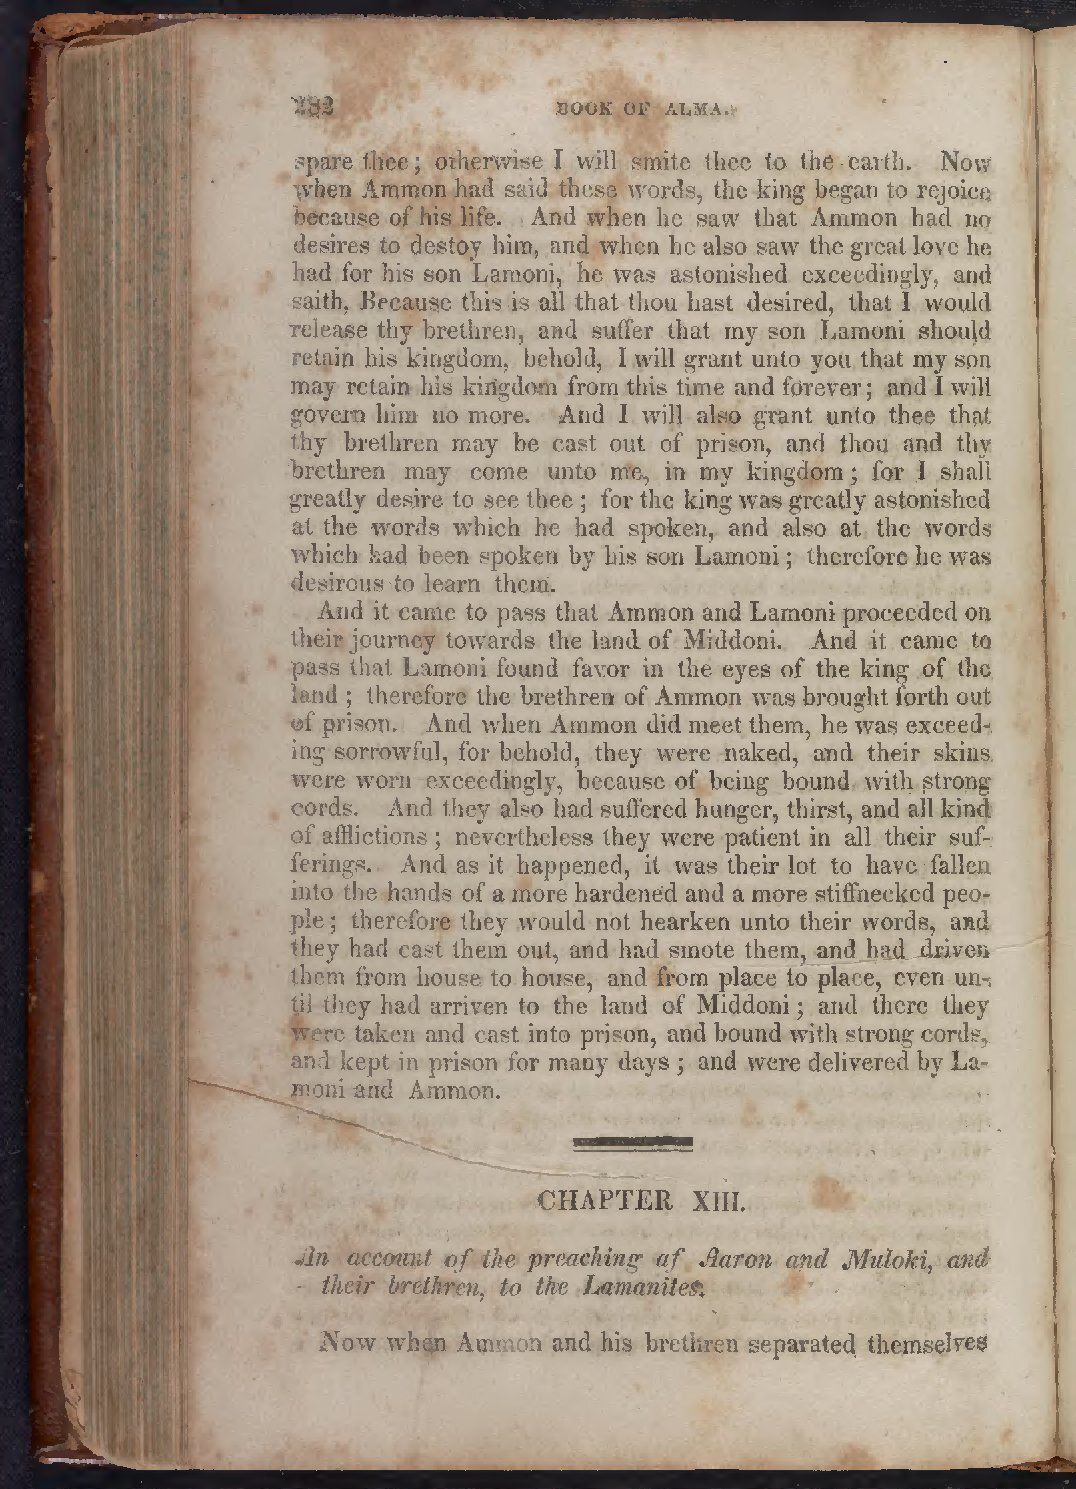 282 BOOK OF ALMA.
spare thee; otherwise I will smite thee to the earth. Now
when Ammon had said these words, the king began to rejoice
because of his life. And when he saw that Ammon had no
desires to destoy him, and when he also saw the great love he
had for his son Lamoni, he was astonished exceedingly, and
saith, Because this is all that thou hast desired, that I would
release thy brethren, and suffer that my son Lamoni should
retain his kingdom, behold, I will grant unto you that my son
may retain his kingdom from this time and forever; and I will
govern him no more. And I will also grant unto thee that
thy brethren may be cast out of prison, and thou and thy
brethren may come unto me, in my kingdom; for I shall
greatly desire to see thee; for the king was greatly astonished
at the words which he had spoken, and also at the words
which had been spoken by his son Lamoni; therefore he was
desirous to learn them.
And it came to pass that Ammon and Lamoni proceeded on
their journey towards the land of Middoni. And it came to
pass that Lamoni found favor in the eyes of the king of the
land; therefore the brethren of Ammon was brought forth out
of prison. And when Ammon did meet them, he was exceed-
ing sorrowful, for behold, they were naked, and their skins
were worn exceedingly, because of being bound with strong
cords. And they also had suffered hunger, thirst, and all kind
of afflictions; nevertheless they were patient in all their suf-
ferings. And as it happened, it was their lot to have fallen
into the hands of a more hardened and a more stiffnecked peo-
ple; therefore they would not hearken unto their words, and
they had cast them out, and had smote them, and had driven
them from house to house, and from place to place, even un-
til they had arriven to the land of Middoni; and there they
were taken and cast into prison, and bound with strong cords,
and kept in prison for many days; and were delivered by La-
moni and Ammon.
CHAPTER XIII.
An account of the preaching af Aaron and Muloki, and
their brethren, to the Lamanites.
Now when Ammon and his brethren separated themselves